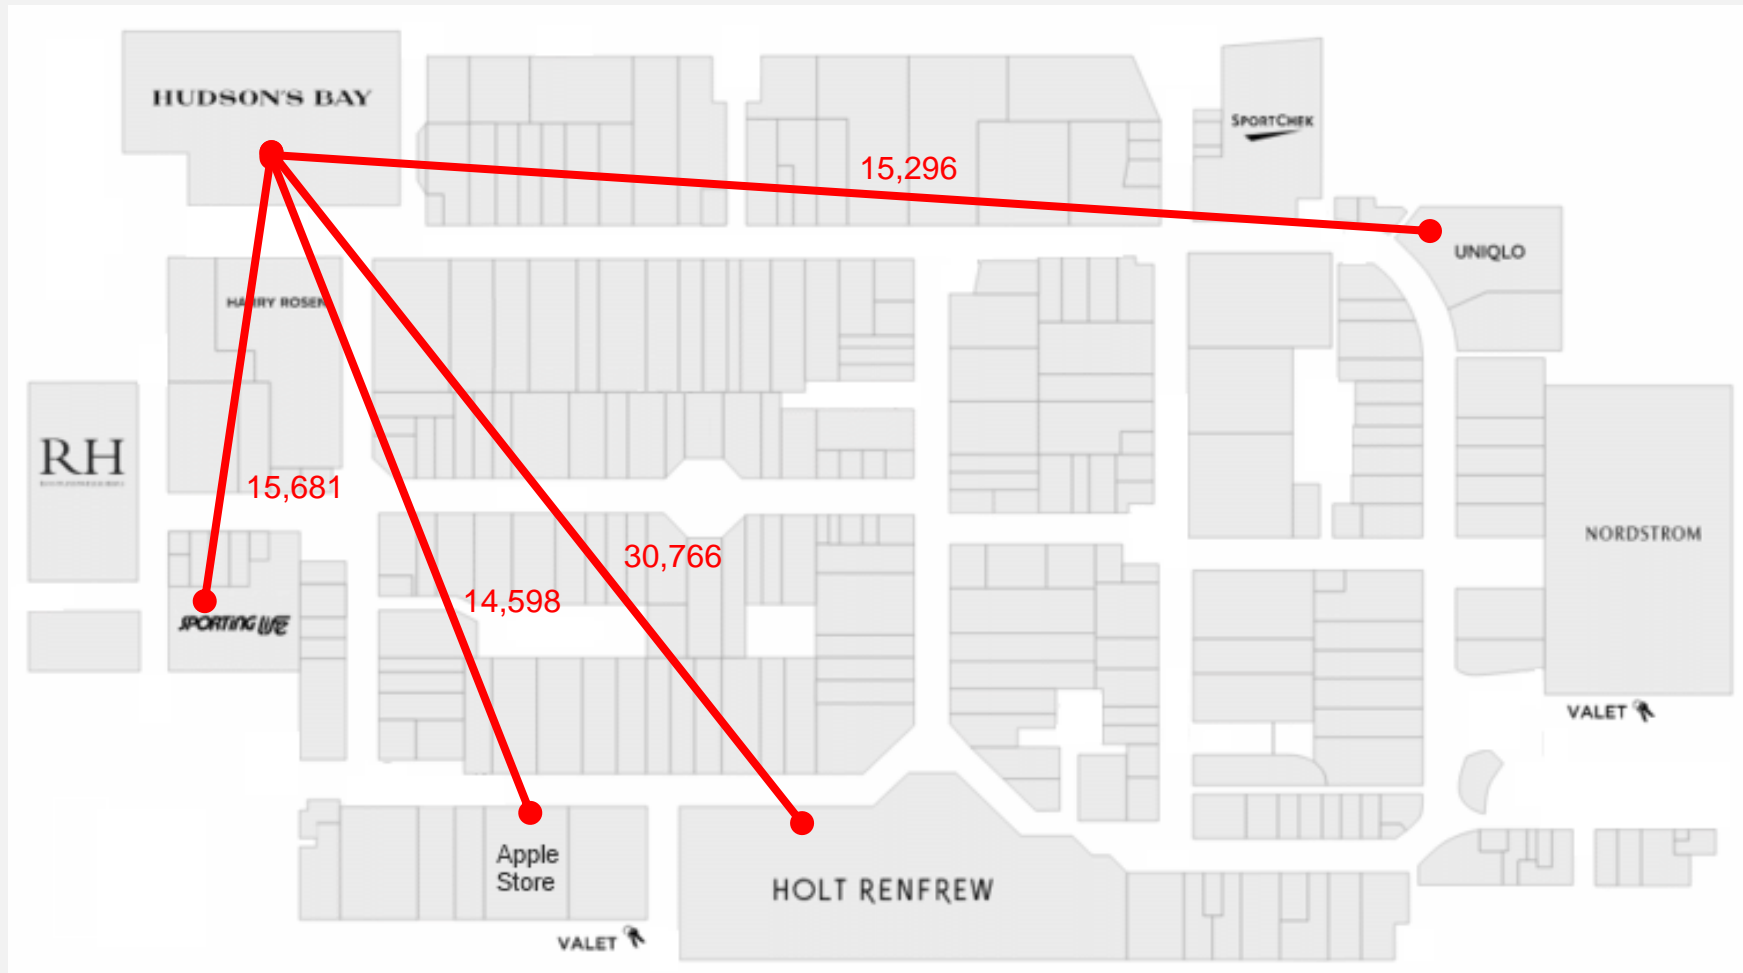 HUDSON'S BAY
SPORTCHEK
15,296
UNIQLO
HARRY ROSEN
RH
15,681
NORDSTROM
30,766
14,598
SPORTING LIFE
VALET
Apple
Store
HOLT RENFREW
VALET